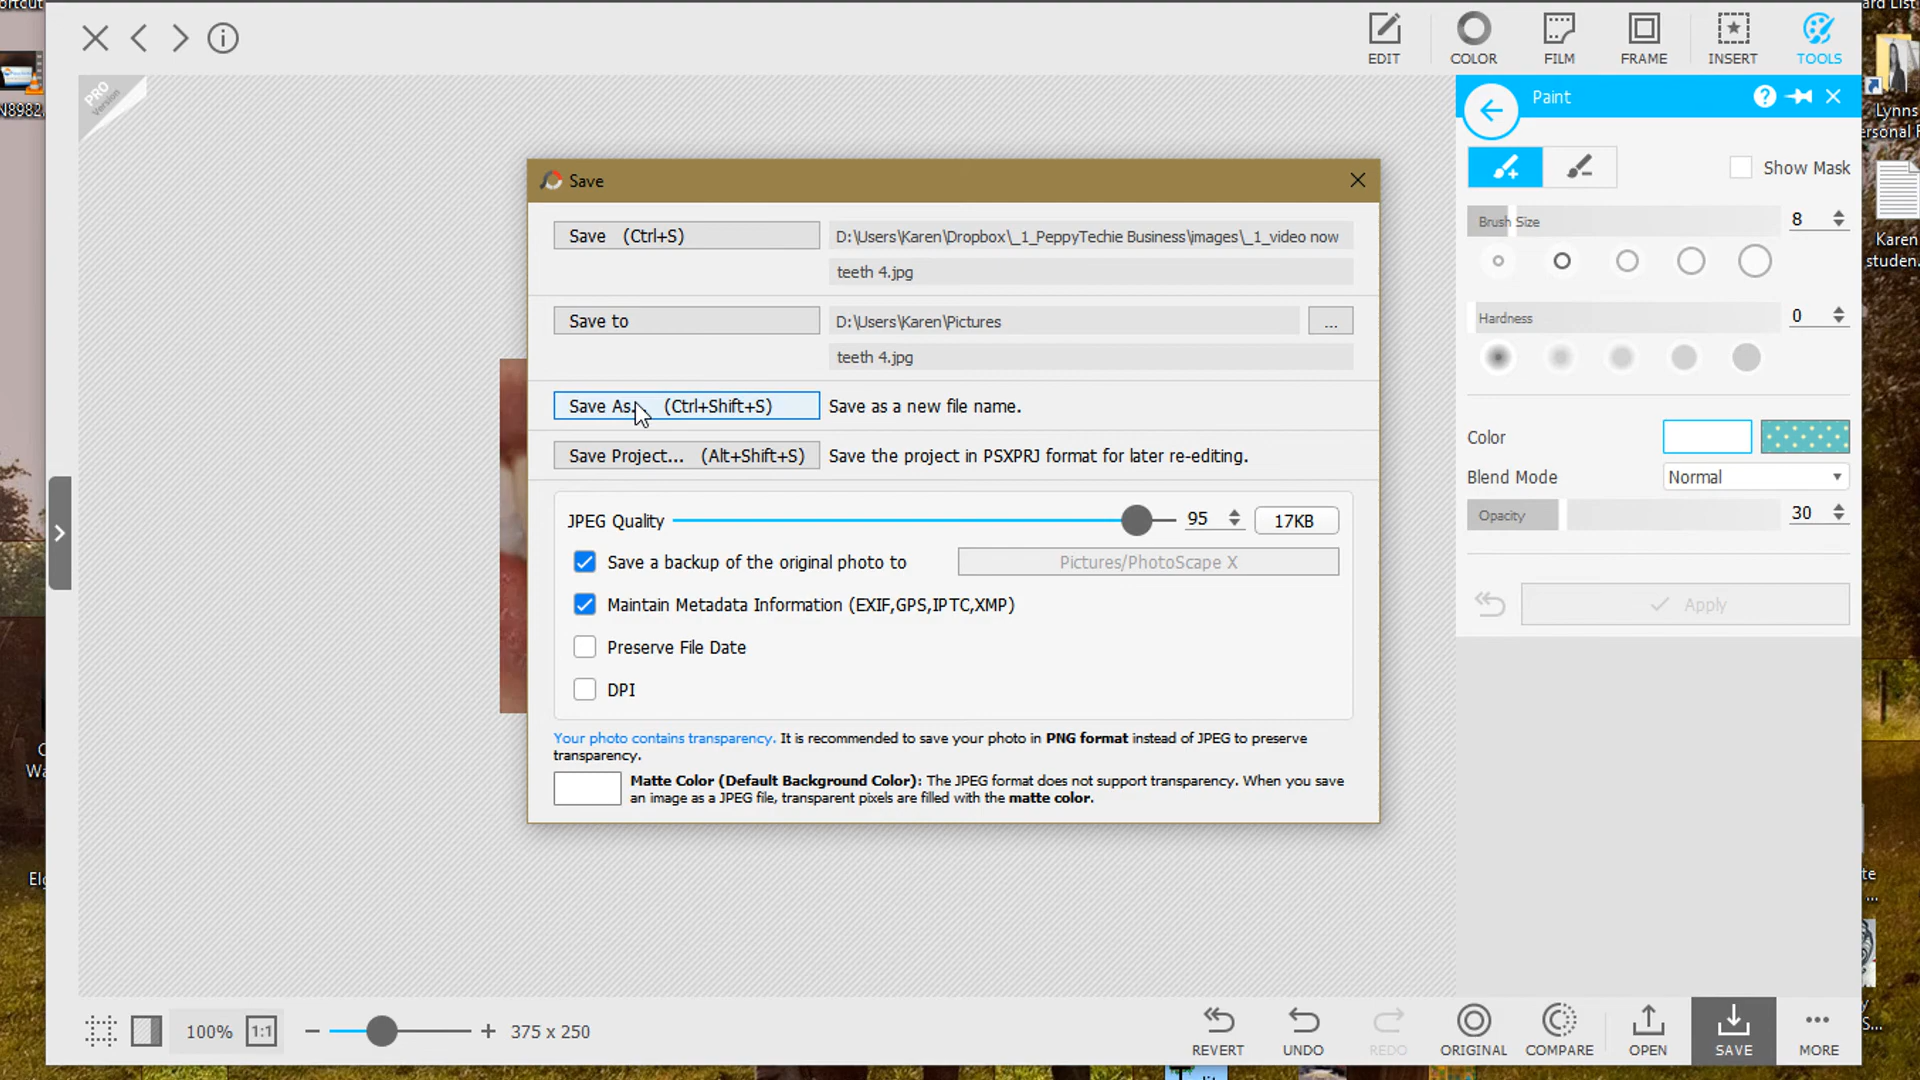 ortcut
ard List
EDIT
COLOR
FILM
FRAME
INSERT
TOOLS
PRO
Version
N8982
Paint
Lynns
ersonal F
Show Mask
Save
Brush Size
8
Save (Ctrl+S)
D:\Users\Karen\Dropbox\_1_PeppyTechie Business\images\_1_video now
teeth 4.jpg
Karen
studen...
Save to
D:\Users\Karen\Pictures
...
Hardness
0
teeth 4.jpg
Save As... (Ctrl+Shift+S)
Save as a new file name.
Color
Save Project... (Alt+Shift+S)
Save the project in PSXPRJ format for later re-editing.
Blend Mode
Normal
JPEG Quality
95
17KB
Opacity
30
Save a backup of the original photo to
Pictures/PhotoScape X
Maintain Metadata Information (EXIF,GPS,IPTC,XMP)
Apply
Preserve File Date
DPI
Your photo contains transparency. It is recommended to save your photo in PNG format instead of JPEG to preserve
transparency.
Matte Color (Default Background Color): The JPEG format does not support transparency. When you save
an image as a JPEG file, transparent pixels are filled with the matte color.
100%
1:1
375 x 250
REVERT
UNDO
REDO
ORIGINAL
COMPARE
OPEN
SAVE
MORE